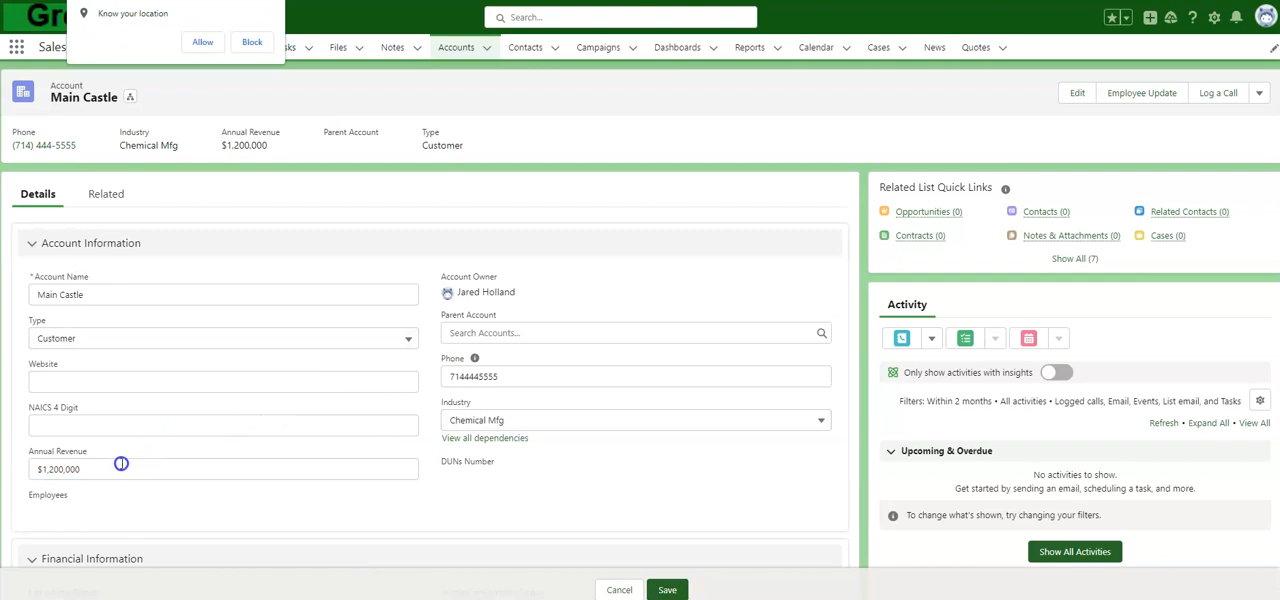 Gre
Know your location
Allow
Block
Search...
Sales
sks
Files
Notes
Accounts
Contacts
Campaigns
Dashboards
Reports
Calendar
Cases
News
Quotes
Account
Main Castle
Edit
Employee Update
Log a Call
Phone
Industry
Annual Revenue
Parent Account
Type
(714) 444-5555
Chemical Mfg
$1,200,000
Customer
Details
Related
Account Information
*Account Name
Main Castle
Type
Customer
Website
NAICS 4 Digit
Annual Revenue
$1,200,000
Employees
Account Owner
Jared Holland
Parent Account
Search Accounts...
Phone
7144445555
Industry
Chemical Mfg
View all dependencies
DUNs Number
Financial Information
Cancel
Save
Related List Quick Links
Opportunities (0)
Contacts (0)
Related Contacts (0)
Contracts (0)
Notes & Attachments (0)
Cases (0)
Show All (7)
Activity
Only show activities with insights
Filters: Within 2 months • All activities • Logged calls, Email, Events, List email, and Tasks
Refresh • Expand All • View All
Upcoming & Overdue
No activities to show.
Get started by sending an email, scheduling a task, and more.
To change what's shown, try changing your filters.
Show All Activities